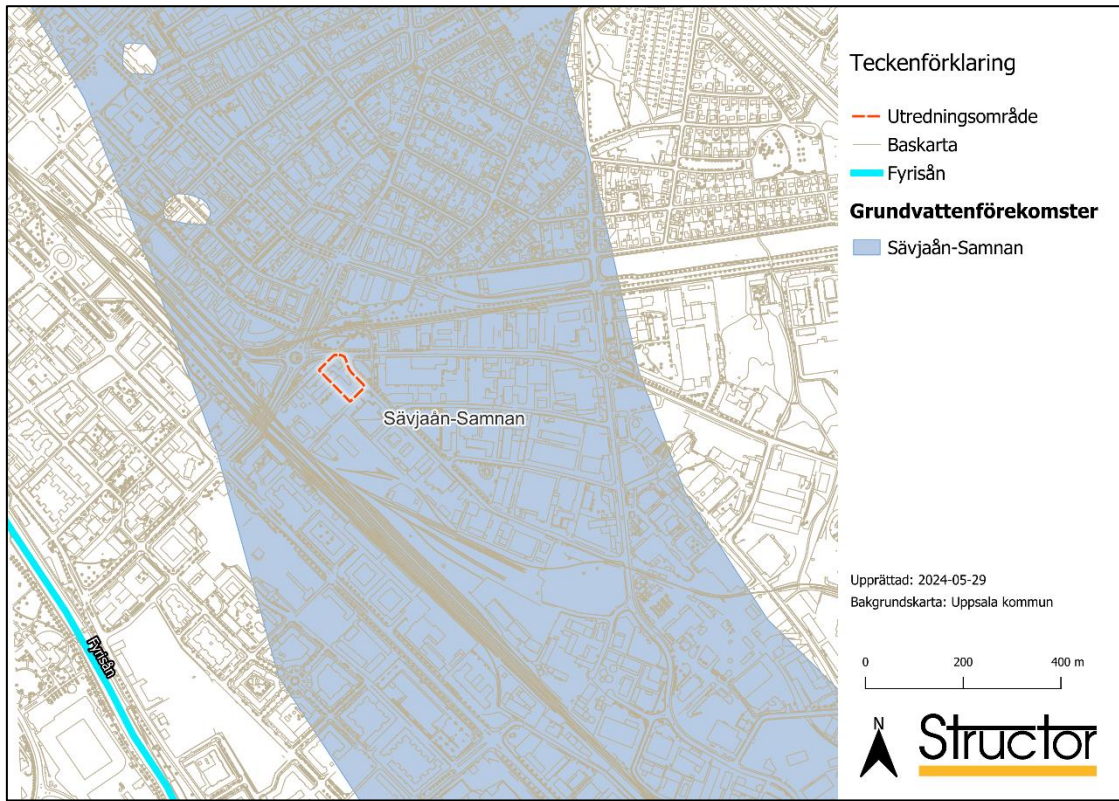 Teckenförklaring
Utredningsområde
Baskarta
Fyrisån
Grundvattenförekomster
Sävjaån-Samnan
Sävjaån-Samnan
Fyrisån
Upprättad: 2024-05-29
Bakgrundskarta: Uppsala kommun
0 200 400 m
N
Structor